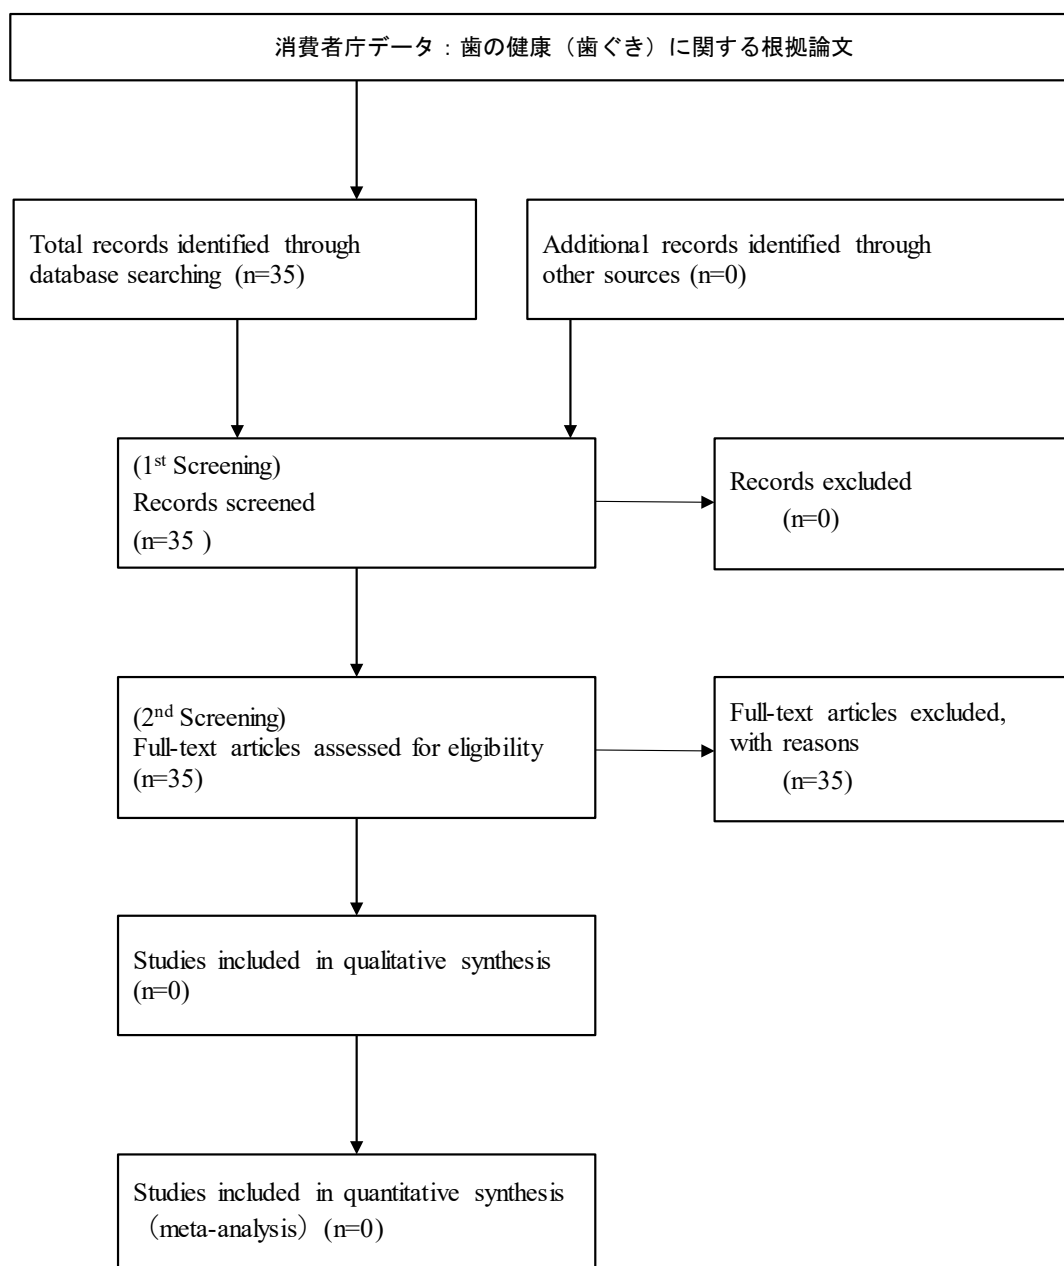 消費者庁データ：歯の健康（歯ぐき）に関する根拠論文
Total records identified through
database searching (n=35)
Additional records identified through
other sources (n=0)
(1st Screening)
Records screened
(n=35 )
Records excluded
(n=0)
(2nd Screening)
Full-text articles assessed for eligibility
(n=35)
Full-text articles excluded,
with reasons
(n=35)
Studies included in qualitative synthesis
(n=0)
Studies included in quantitative synthesis
（meta-analysis）(n=0)